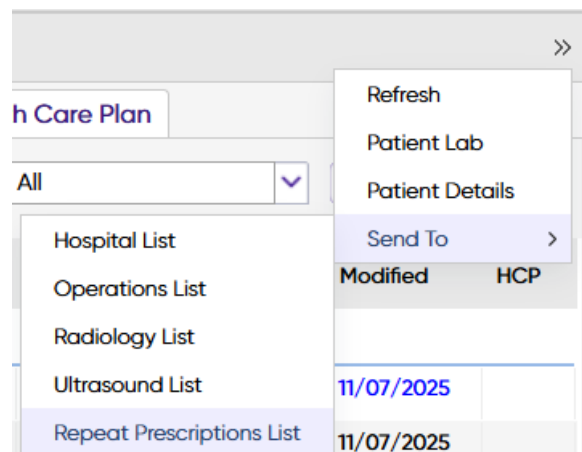 »
Refresh
h Care Plan
Patient Lab
All
Patient Details
Send To >
Hospital List
Modified HCP
Operations List
Radiology List
Ultrasound List
11/07/2025
Repeat Prescriptions List
11/07/2025